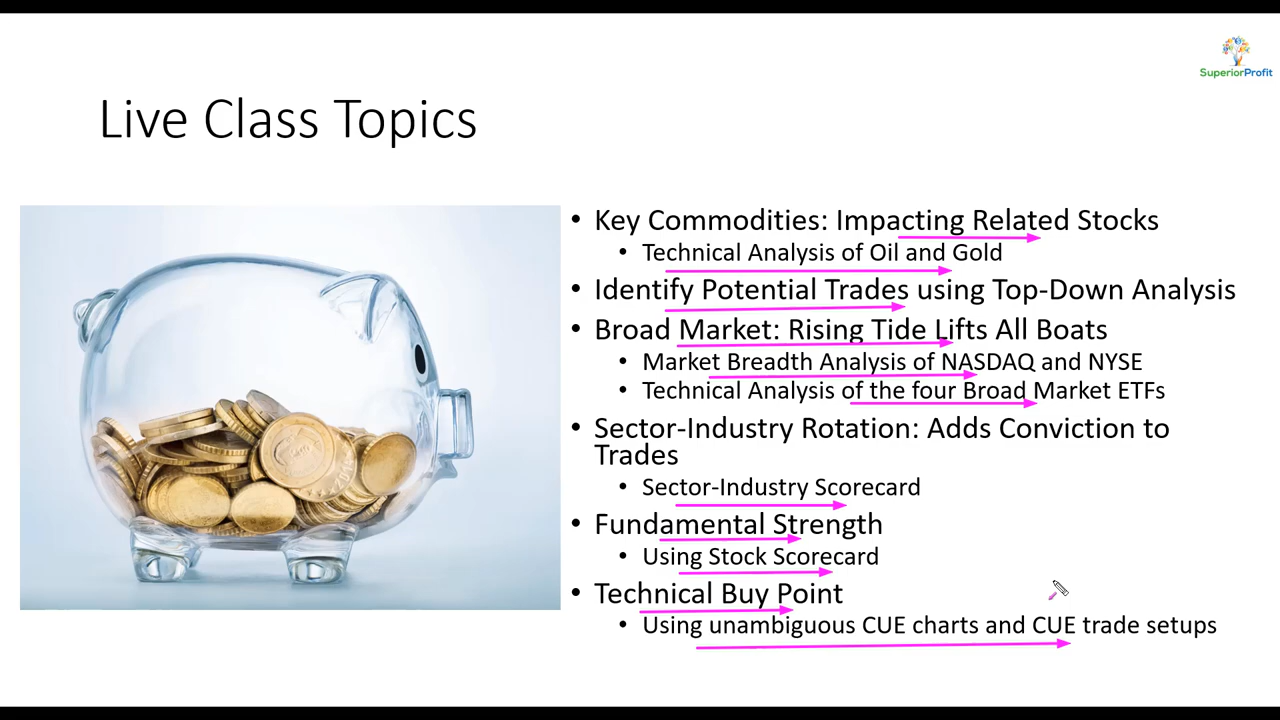 SuperiorProfit
Live Class Topics
• Key Commodities: Impacting Related Stocks
• Technical Analysis of Oil and Gold
• Identify Potential Trades using Top-Down Analysis
• Broad Market: Rising Tide Lifts All Boats
• Market Breadth Analysis of NASDAQ and NYSE
• Technical Analysis of the four Broad Market ETFs
• Sector-Industry Rotation: Adds Conviction to
Trades
• Sector-Industry Scorecard
• Fundamental Strength
• Using Stock Scorecard
• Technical Buy Point
• Using unambiguous CUE charts and CUE trade setups